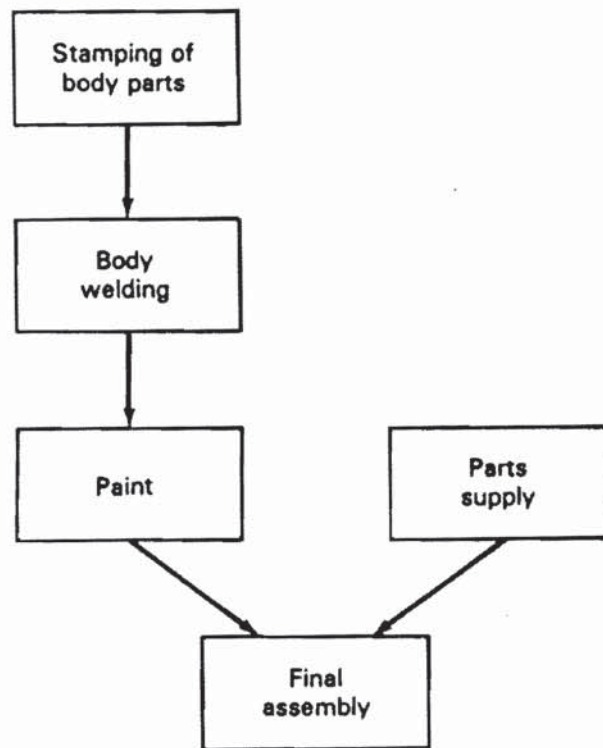 Stamping of
body parts
Body
welding
Paint
Parts
supply
Final
assembly